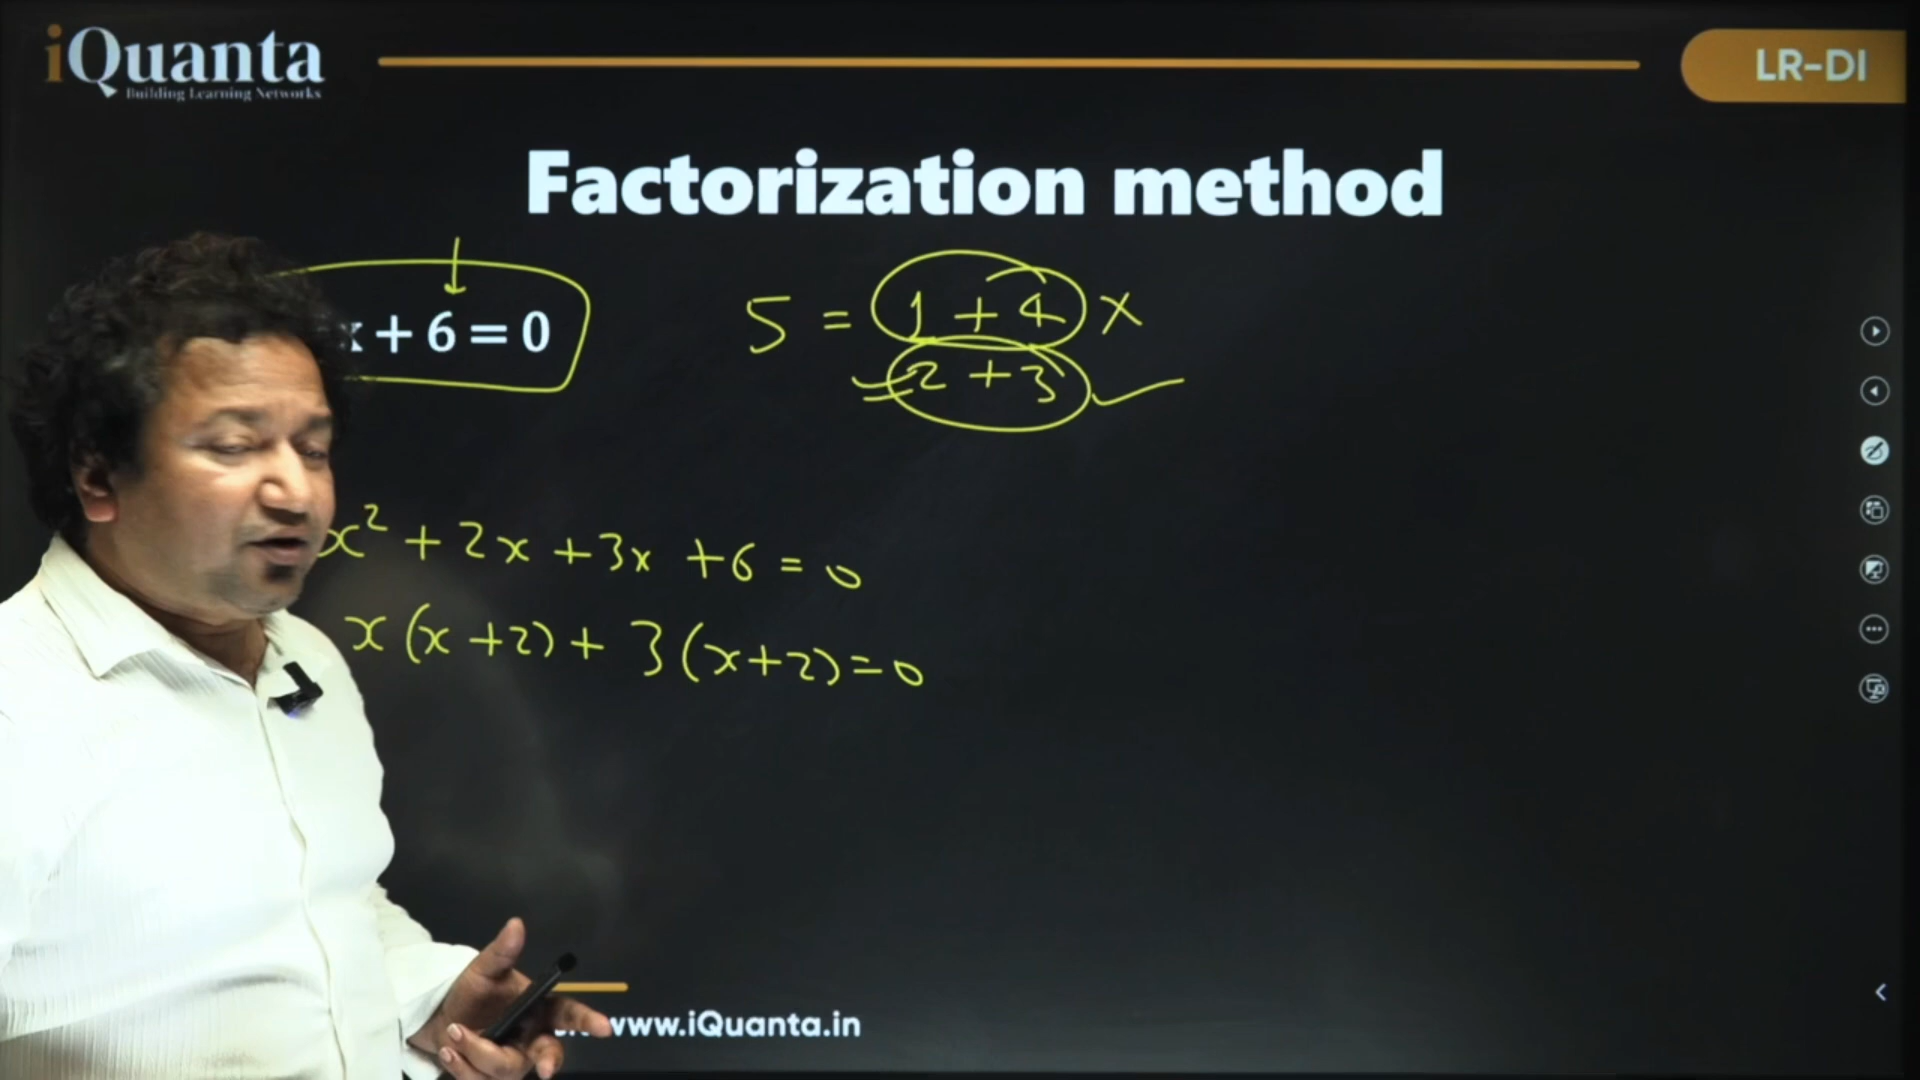 iQuanta
Building Learning Networks
LR-DI
Factorization method
x + 6 = 0
5 = 1 + 4 x
2 + 3
x² + 2x + 3x + 6 = 0
x (x + 2) + 3 (x + 2) = 0
www.iQuanta.in